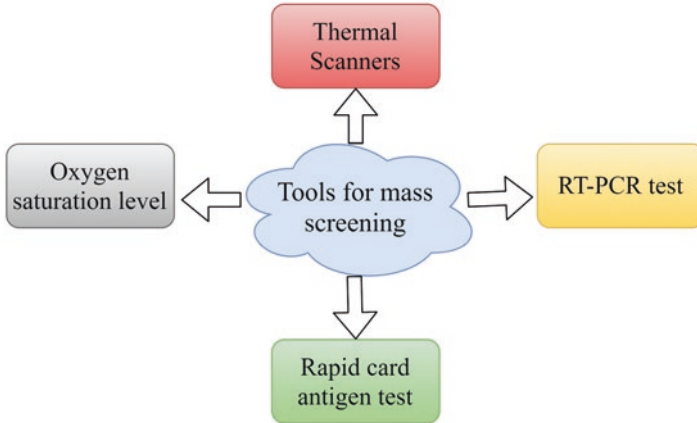 Thermal
Scanners
Oxygen
saturation level
Tools for mass
screening
RT-PCR test
Rapid card
antigen test